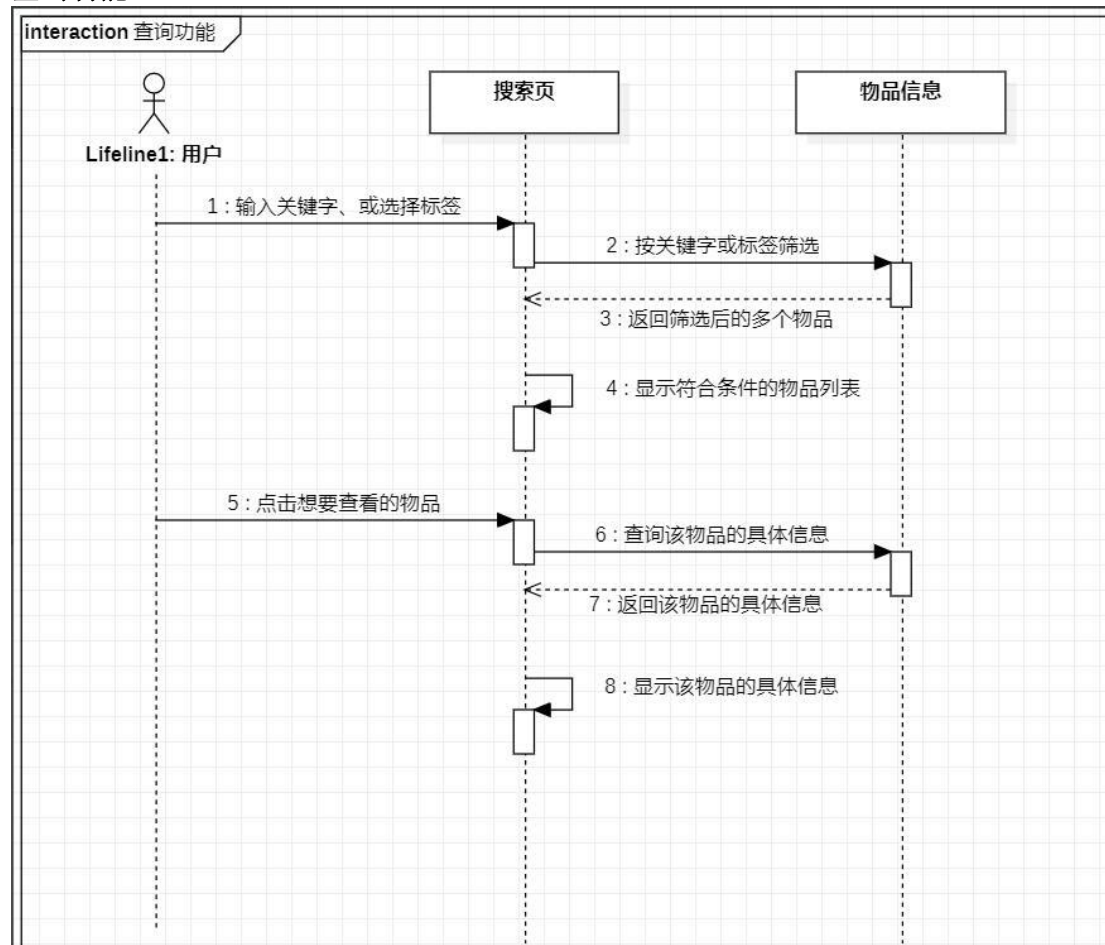 interaction 查询功能
搜索页
物品信息
Lifeline1: 用户
1 : 输入关键字、或选择标签
2 : 按关键字或标签筛选
3 : 返回筛选后的多个物品
4 : 显示符合条件的物品列表
5 : 点击想要查看的物品
6 : 查询该物品的具体信息
7 : 返回该物品的具体信息
8 : 显示该物品的具体信息